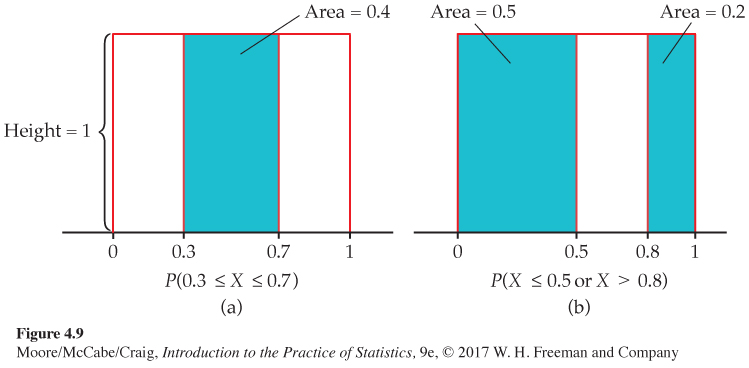 Area = 0.4
Height = 1
0 0.3 0.7 1
P(0.3 ≤ X ≤ 0.7)
(a)
Area = 0.5
Area = 0.2
0 0.5 0.8 1
P(X ≤ 0.5 or X > 0.8)
(b)
Figure 4.9
Moore/McCabe/Craig, Introduction to the Practice of Statistics, 9e, © 2017 W. H. Freeman and Company